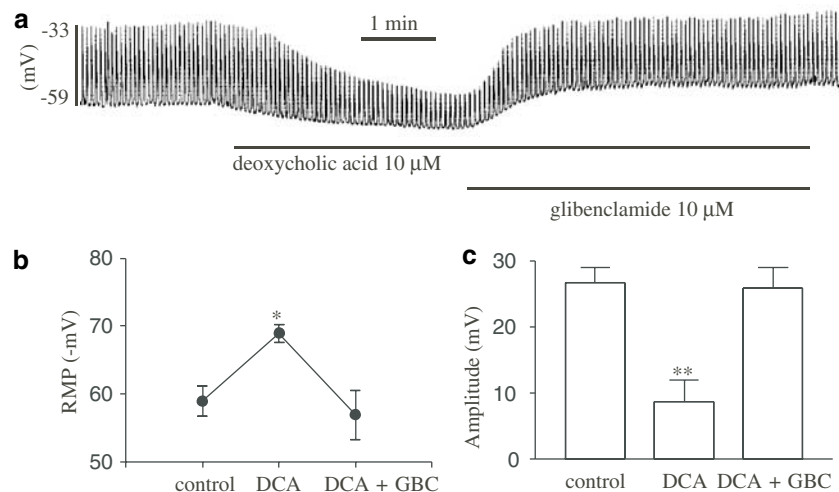 a
1 min
-33
(mV)
-59
deoxycholic acid 10 μM
glibenclamide 10 μM
b
80
70
60
50
RMP (-mV)
*
control DCA DCA + GBC
c
30
20
10
0
Amplitude (mV)
**
control DCA DCA + GBC